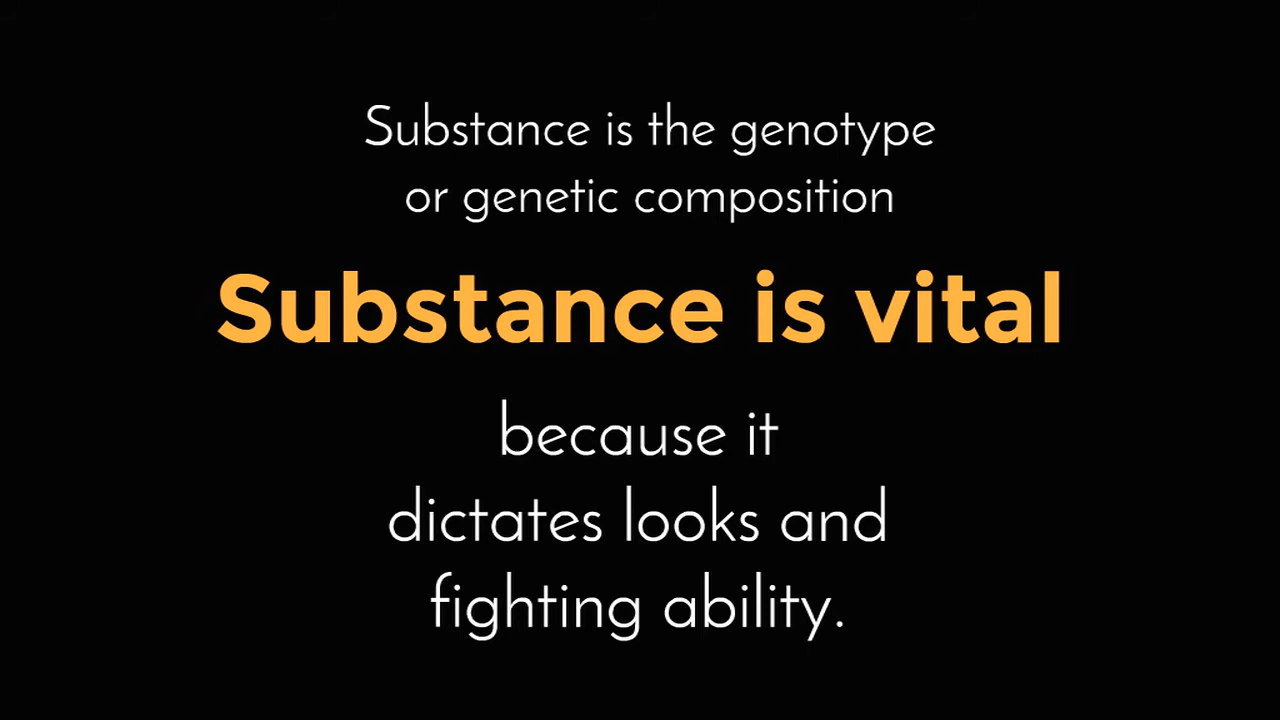 Substance is the genotype
or genetic composition
Substance is vital
because it
dictates looks and
fighting ability.